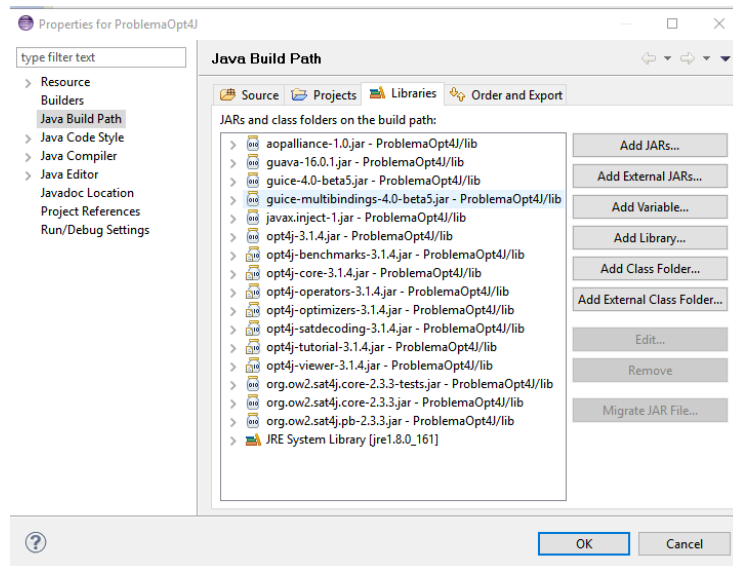 Properties for ProblemaOpt4J
type filter text
Resource
Builders
Java Build Path
Java Code Style
Java Compiler
Java Editor
Javadoc Location
Project References
Run/Debug Settings
Java Build Path
Source Projects Libraries Order and Export
JARs and class folders on the build path:
aopalliance-1.0.jar - ProblemaOpt4J/lib
guava-16.0.1.jar - ProblemaOpt4J/lib
guice-4.0-beta5.jar - ProblemaOpt4J/lib
guice-multibindings-4.0-beta5.jar - ProblemaOpt4J/lib
javax.inject-1.jar - ProblemaOpt4J/lib
opt4j-3.1.4.jar - ProblemaOpt4J/lib
opt4j-benchmarks-3.1.4.jar - ProblemaOpt4J/lib
opt4j-core-3.1.4.jar - ProblemaOpt4J/lib
opt4j-operators-3.1.4.jar - ProblemaOpt4J/lib
opt4j-optimizers-3.1.4.jar - ProblemaOpt4J/lib
opt4j-satdecoding-3.1.4.jar - ProblemaOpt4J/lib
opt4j-tutorial-3.1.4.jar - ProblemaOpt4J/lib
opt4j-viewer-3.1.4.jar - ProblemaOpt4J/lib
org.ow2.sat4j.core-2.3.3-tests.jar - ProblemaOpt4J/lib
org.ow2.sat4j.core-2.3.3.jar - ProblemaOpt4J/lib
org.ow2.sat4j.pb-2.3.3.jar - ProblemaOpt4J/lib
JRE System Library [jre1.8.0_161]
Add JARs...
Add External JARs...
Add Variable...
Add Library...
Add Class Folder...
Add External Class Folder...
Edit...
Remove
Migrate JAR File...
OK
Cancel